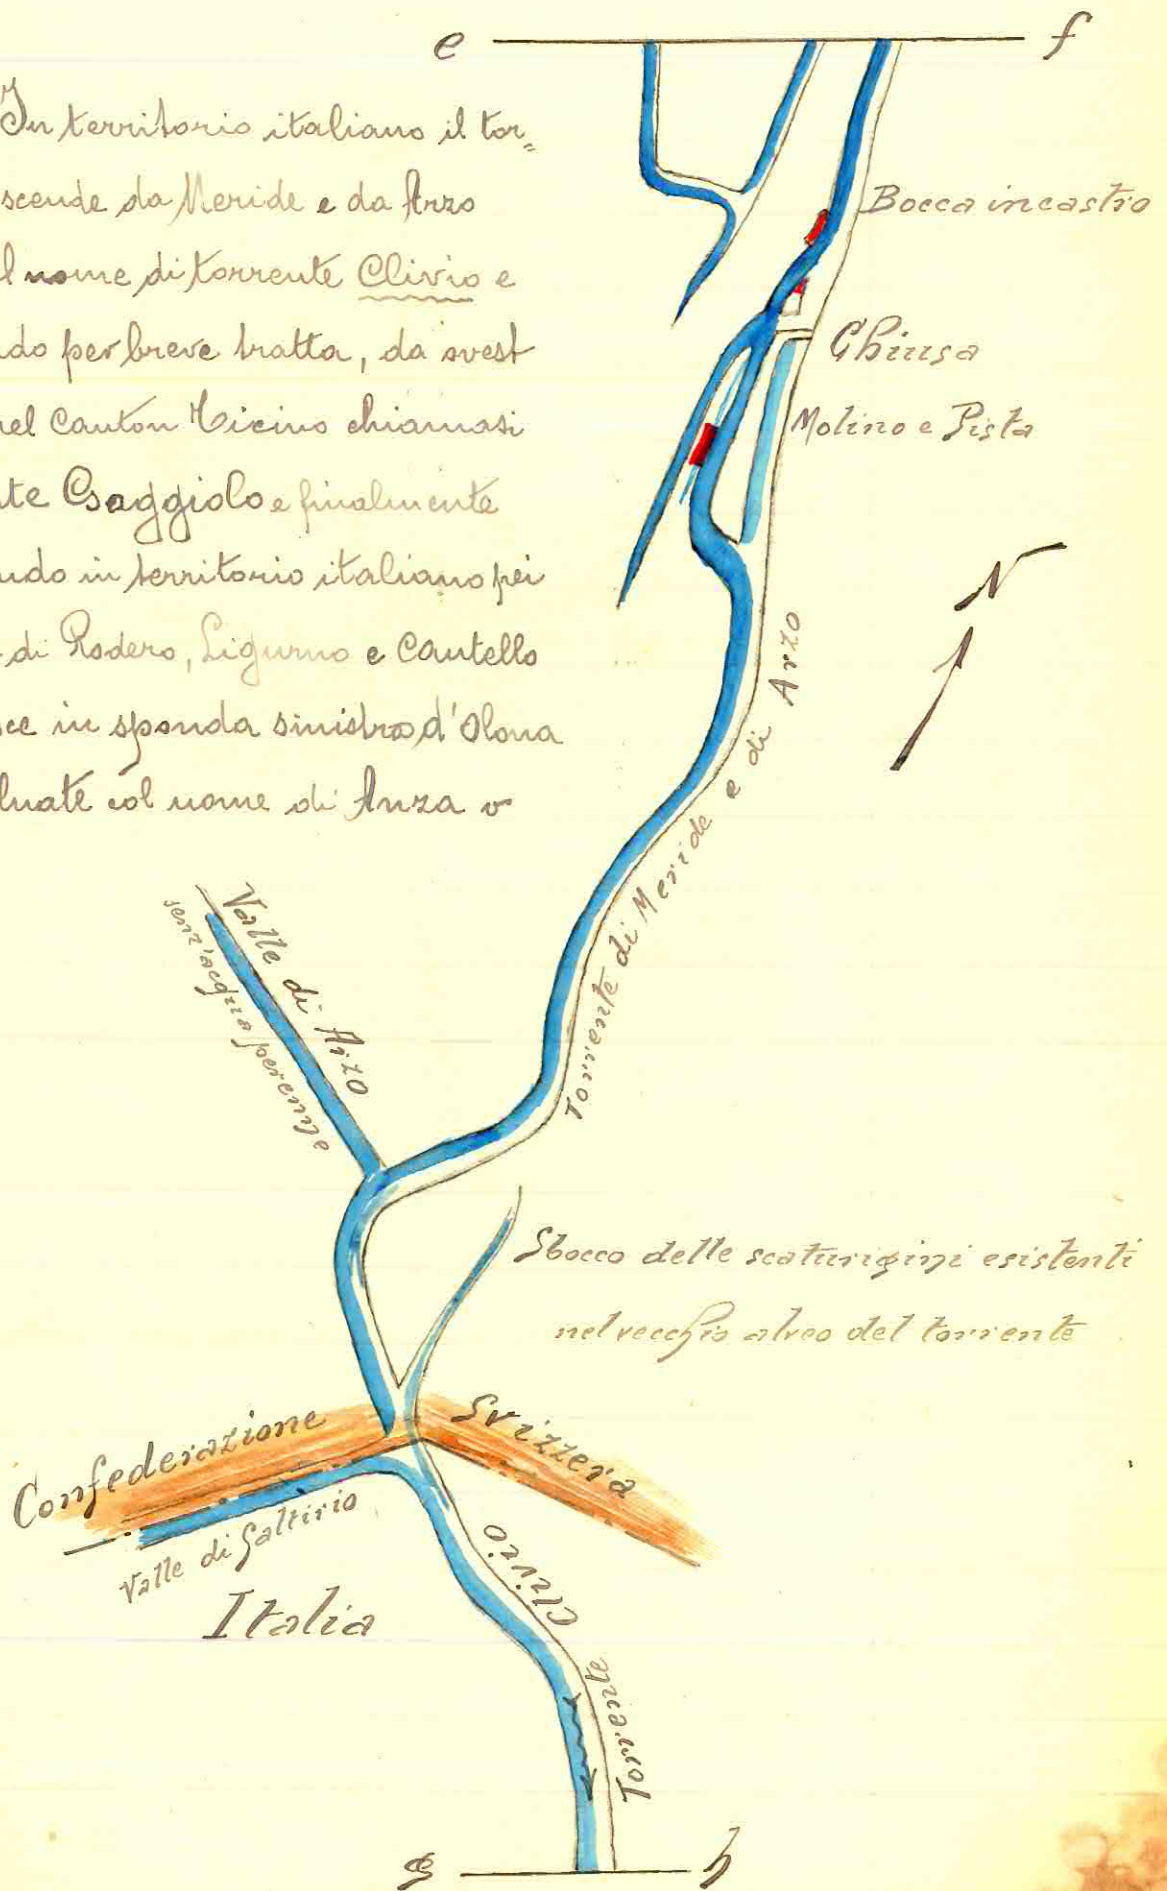 e f
In territorio italiano il tor„
scende da Meride e da Arzo
l nome di torrente Clivio e
do per breve tratta, da ovest
nel Canton Ticino chiamasi
te Gaggiolo e finalmente
ndo in territorio italiano pei
di Rodero, Ligurno e Cantello
ce in sponda sinistra d'Olona
lnate col nome di Anza o
Bocca incastro
Chiusa
Molino e Pista
N
Torrente di Meride e di Arzo
Valle di Arzo
senz'acqua perenne
Sbocco delle scaturigini esistenti
nel vecchio alveo del torrente
Confederazione Svizzera
Valle di Saltirio
Italia
Torrente Clivio
g h